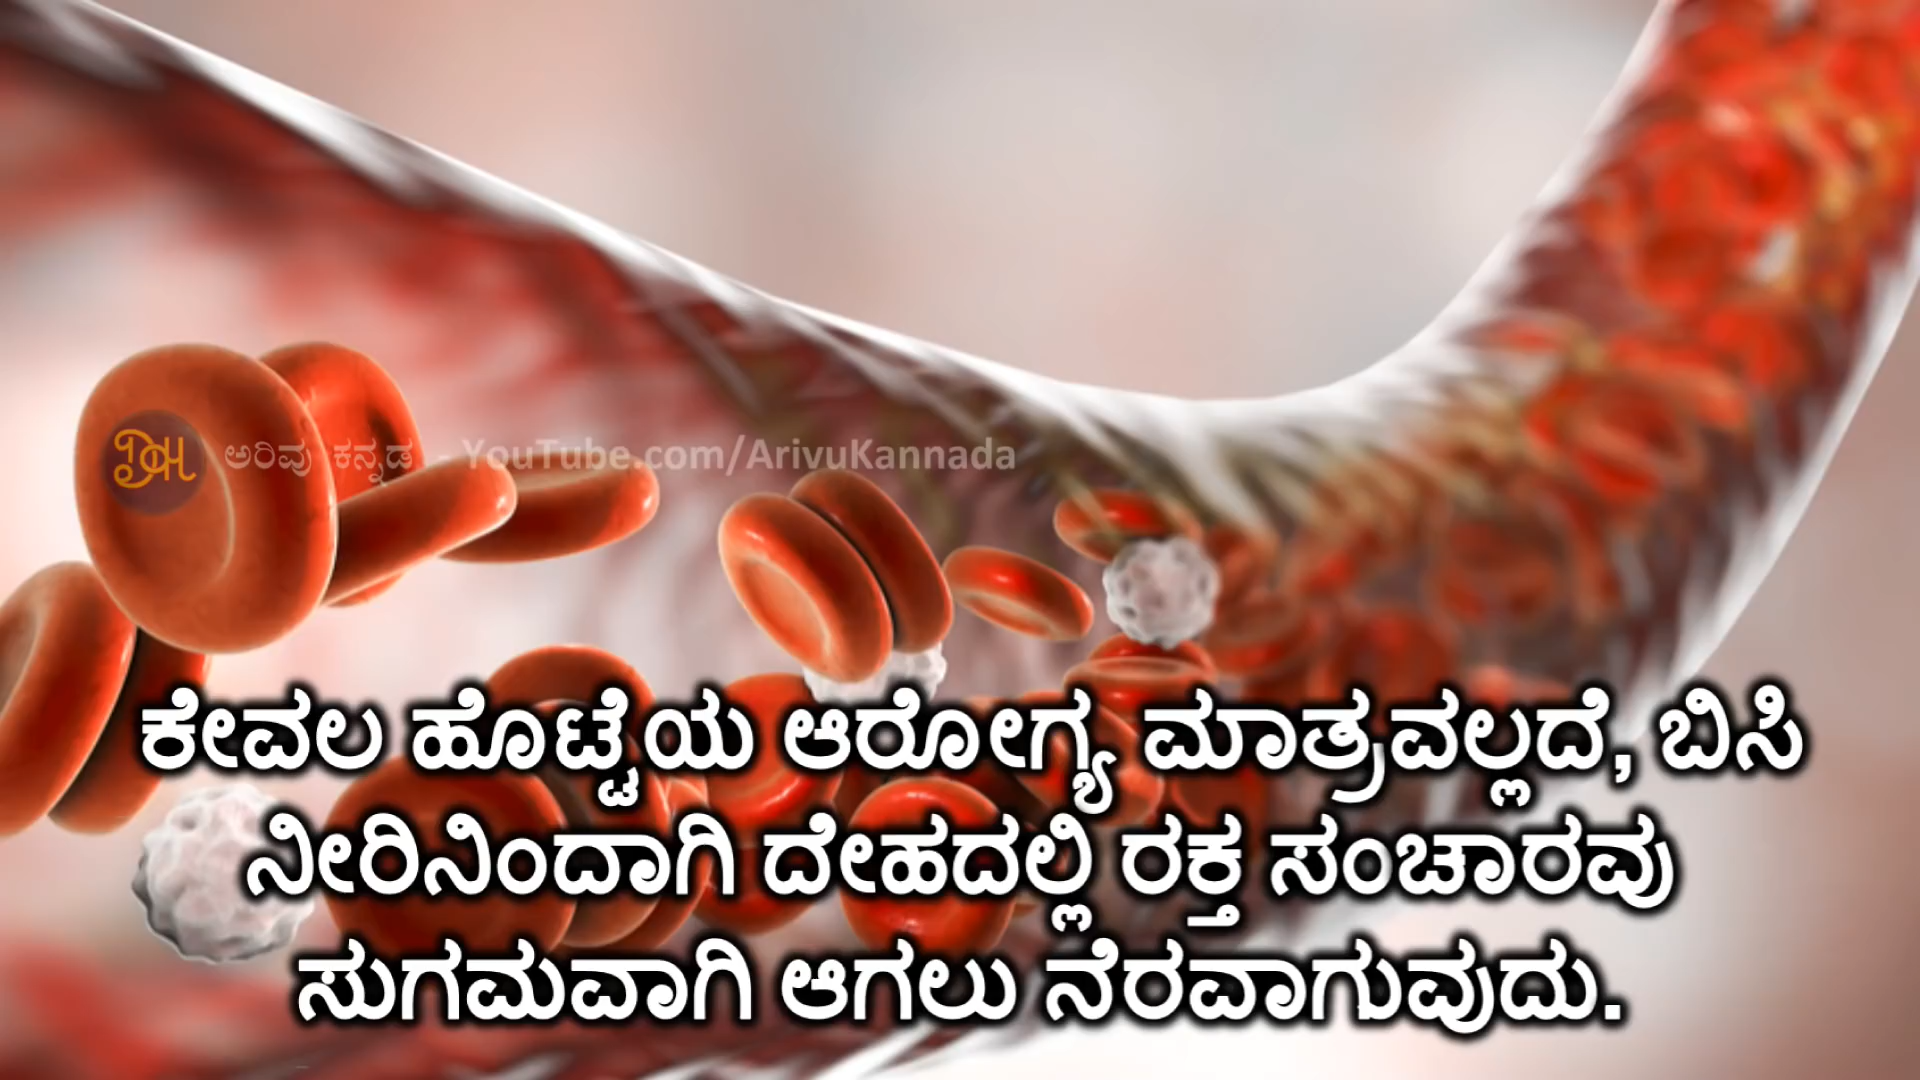 ಅರಿವು ಕನ್ನಡ - YouTube.com/ArivuKannada
ಕೇವಲ ಹೊಟ್ಟೆಯ ಆರೋಗ್ಯ ಮಾತ್ರವಲ್ಲದೆ, ಬಿಸಿ
ನೀರಿನಿಂದಾಗಿ ದೇಹದಲ್ಲಿ ರಕ್ತ ಸಂಚಾರವು
ಸುಗಮವಾಗಿ ಆಗಲು ನೆರವಾಗುವುದು.